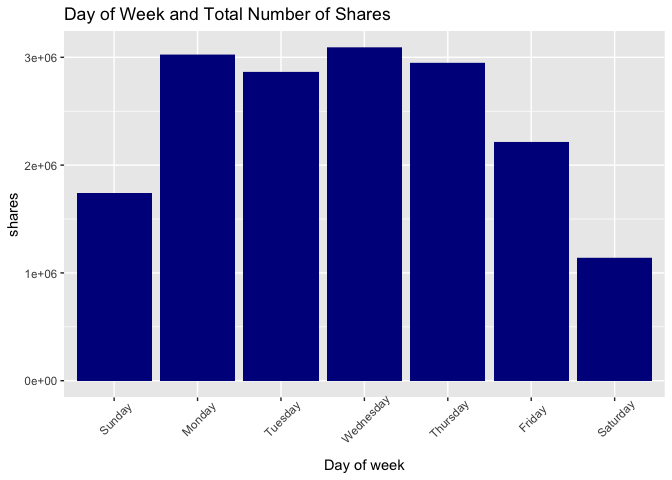 Day of Week and Total Number of Shares
3e+06
2e+06
1e+06
0e+00
shares
Sunday
Monday
Tuesday
Wednesday
Thursday
Friday
Saturday
Day of week